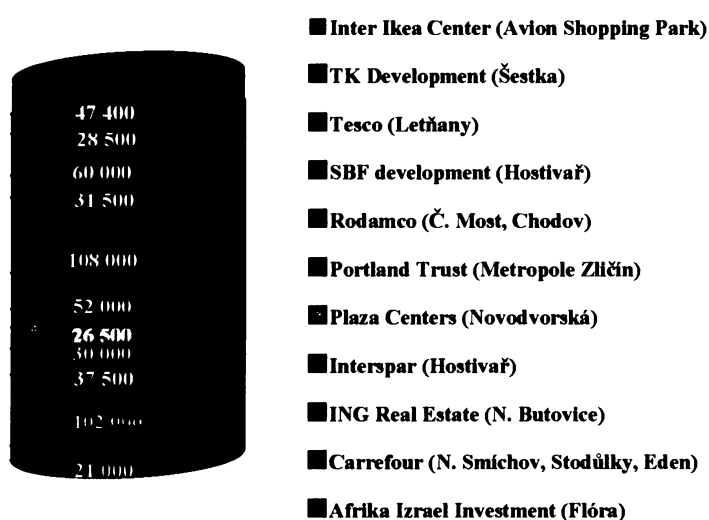 Inter Ikea Center (Avion Shopping Park)
TK Development (Šestka)
Tesco (Letňany)
SBF development (Hostivař)
Rodamco (Č. Most, Chodov)
Portland Trust (Metropole Zličín)
Plaza Centers (Novodvorská)
Interspar (Hostivař)
ING Real Estate (N. Butovice)
Carrefour (N. Smíchov, Stodůlky, Eden)
Afrika Izrael Investment (Flóra)
47 400
28 500
60 000
31 500
108 000
52 000
26 500
30 000
37 500
102 000
21 000